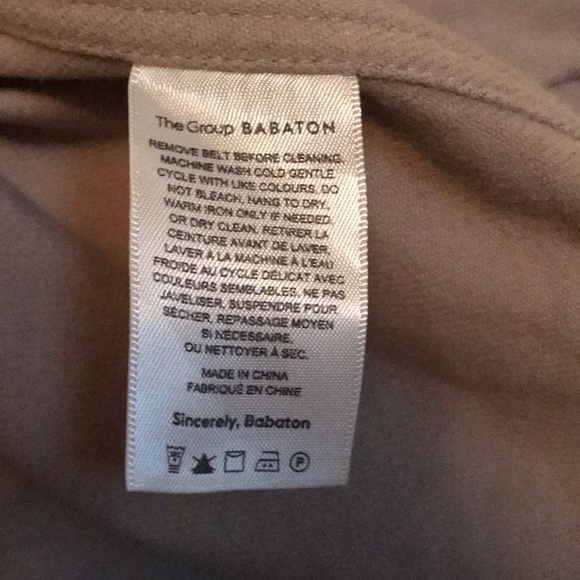 The Group BABATON
REMOVE BELT BEFORE CLEANING.
MACHINE WASH COLD GENTLE
CYCLE WITH LIKE COLOURS. DO
NOT BLEACH. HANG TO DRY.
WARM IRON ONLY IF NEEDED.
OR DRY CLEAN. RETIRER LA
CEINTURE AVANT DE LAVER.
LAVER À LA MACHINE À L'EAU
FROIDE AU CYCLE DÉLICAT AVEC
COULEURS SEMBLABLES. NE PAS
JAVELISER. SUSPENDRE POUR
SÉCHER. REPASSAGE MOYEN
SI NÉCESSAIRE.
OU NETTOYER À SEC.
MADE IN CHINA
FABRIQUÉ EN CHINE
Sincerely, Babaton
P